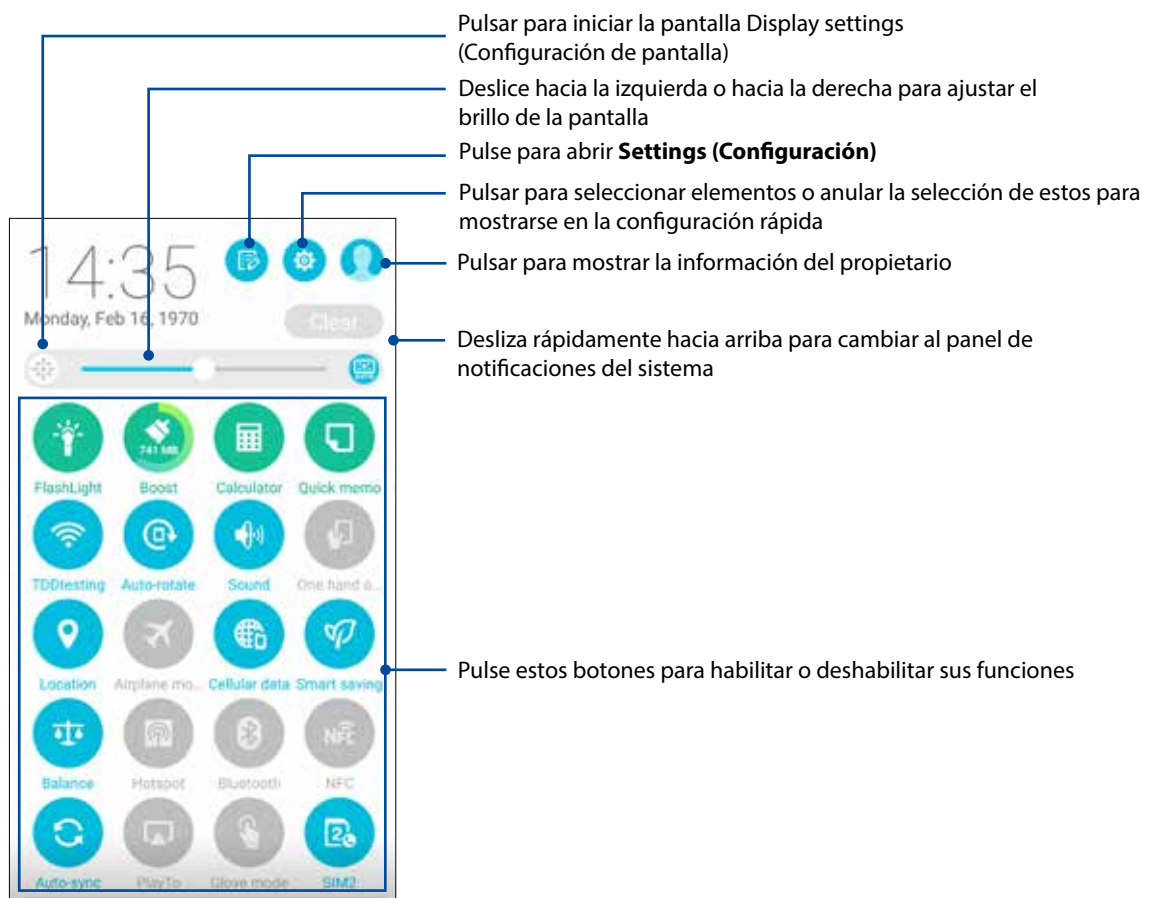 Pulsar para iniciar la pantalla Display settings
(Configuración de pantalla)
Deslice hacia la izquierda o hacia la derecha para ajustar el
brillo de la pantalla
Pulse para abrir Settings (Configuración)
Pulsar para seleccionar elementos o anular la selección de estos para
mostrarse en la configuración rápida
Pulsar para mostrar la información del propietario
Desliza rápidamente hacia arriba para cambiar al panel de
notificaciones del sistema
Pulse estos botones para habilitar o deshabilitar sus funciones
14:35
Monday, Feb 16, 1970
Clear
741 MB
FlashLight Boost Calculator Quick memo
TDDtesting Auto-rotate Sound One hand o...
Location Airplane mo... Cellular data Smart saving
NFC
Balance Hotspot Bluetooth NFC
2
Auto-sync PlayTo Glove mode SIM2